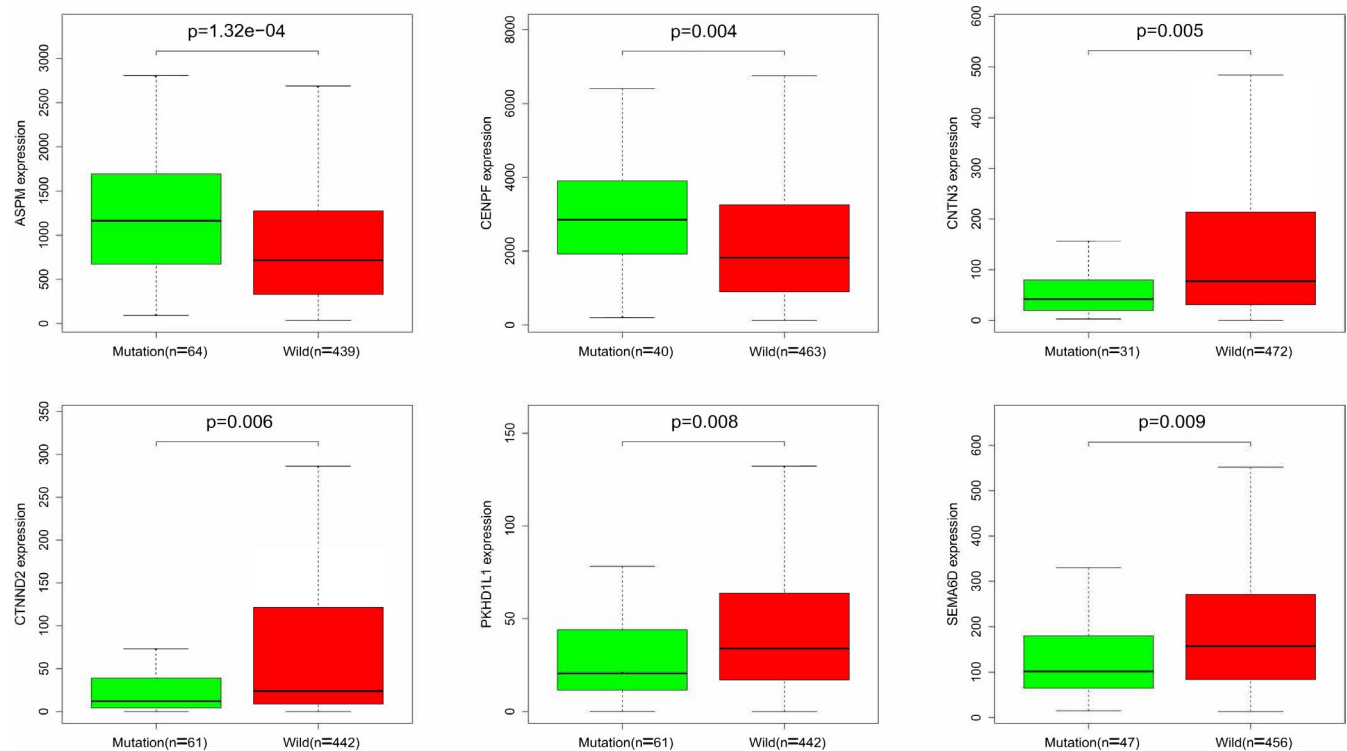 p=1.32e−04
ASPM expression
3000
2500
2000
1500
1000
500
0
Mutation(n=64)
Wild(n=439)
p=0.004
CENPF expression
8000
6000
4000
2000
0
Mutation(n=40)
Wild(n=463)
p=0.005
CNTN3 expression
600
500
400
300
200
100
0
Mutation(n=31)
Wild(n=472)
p=0.006
CTNND2 expression
350
300
250
200
150
100
50
0
Mutation(n=61)
Wild(n=442)
p=0.008
PKHD1L1 expression
150
100
50
0
Mutation(n=61)
Wild(n=442)
p=0.009
SEMA6D expression
600
500
400
300
200
100
0
Mutation(n=47)
Wild(n=456)